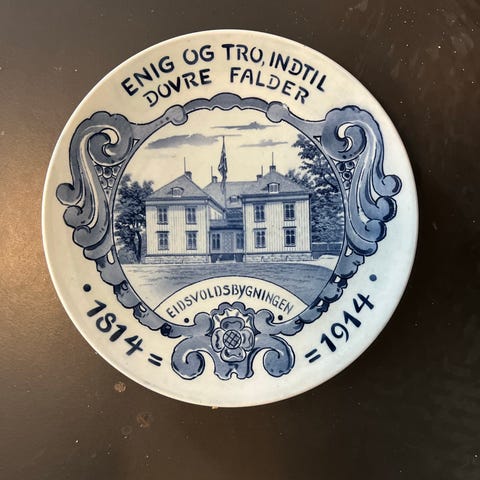 ENIG OG TRO, INDTIL
DOVRE FALDER
EIDSVOLDSBYGNINGEN
· 1814 =
= 1914 ·